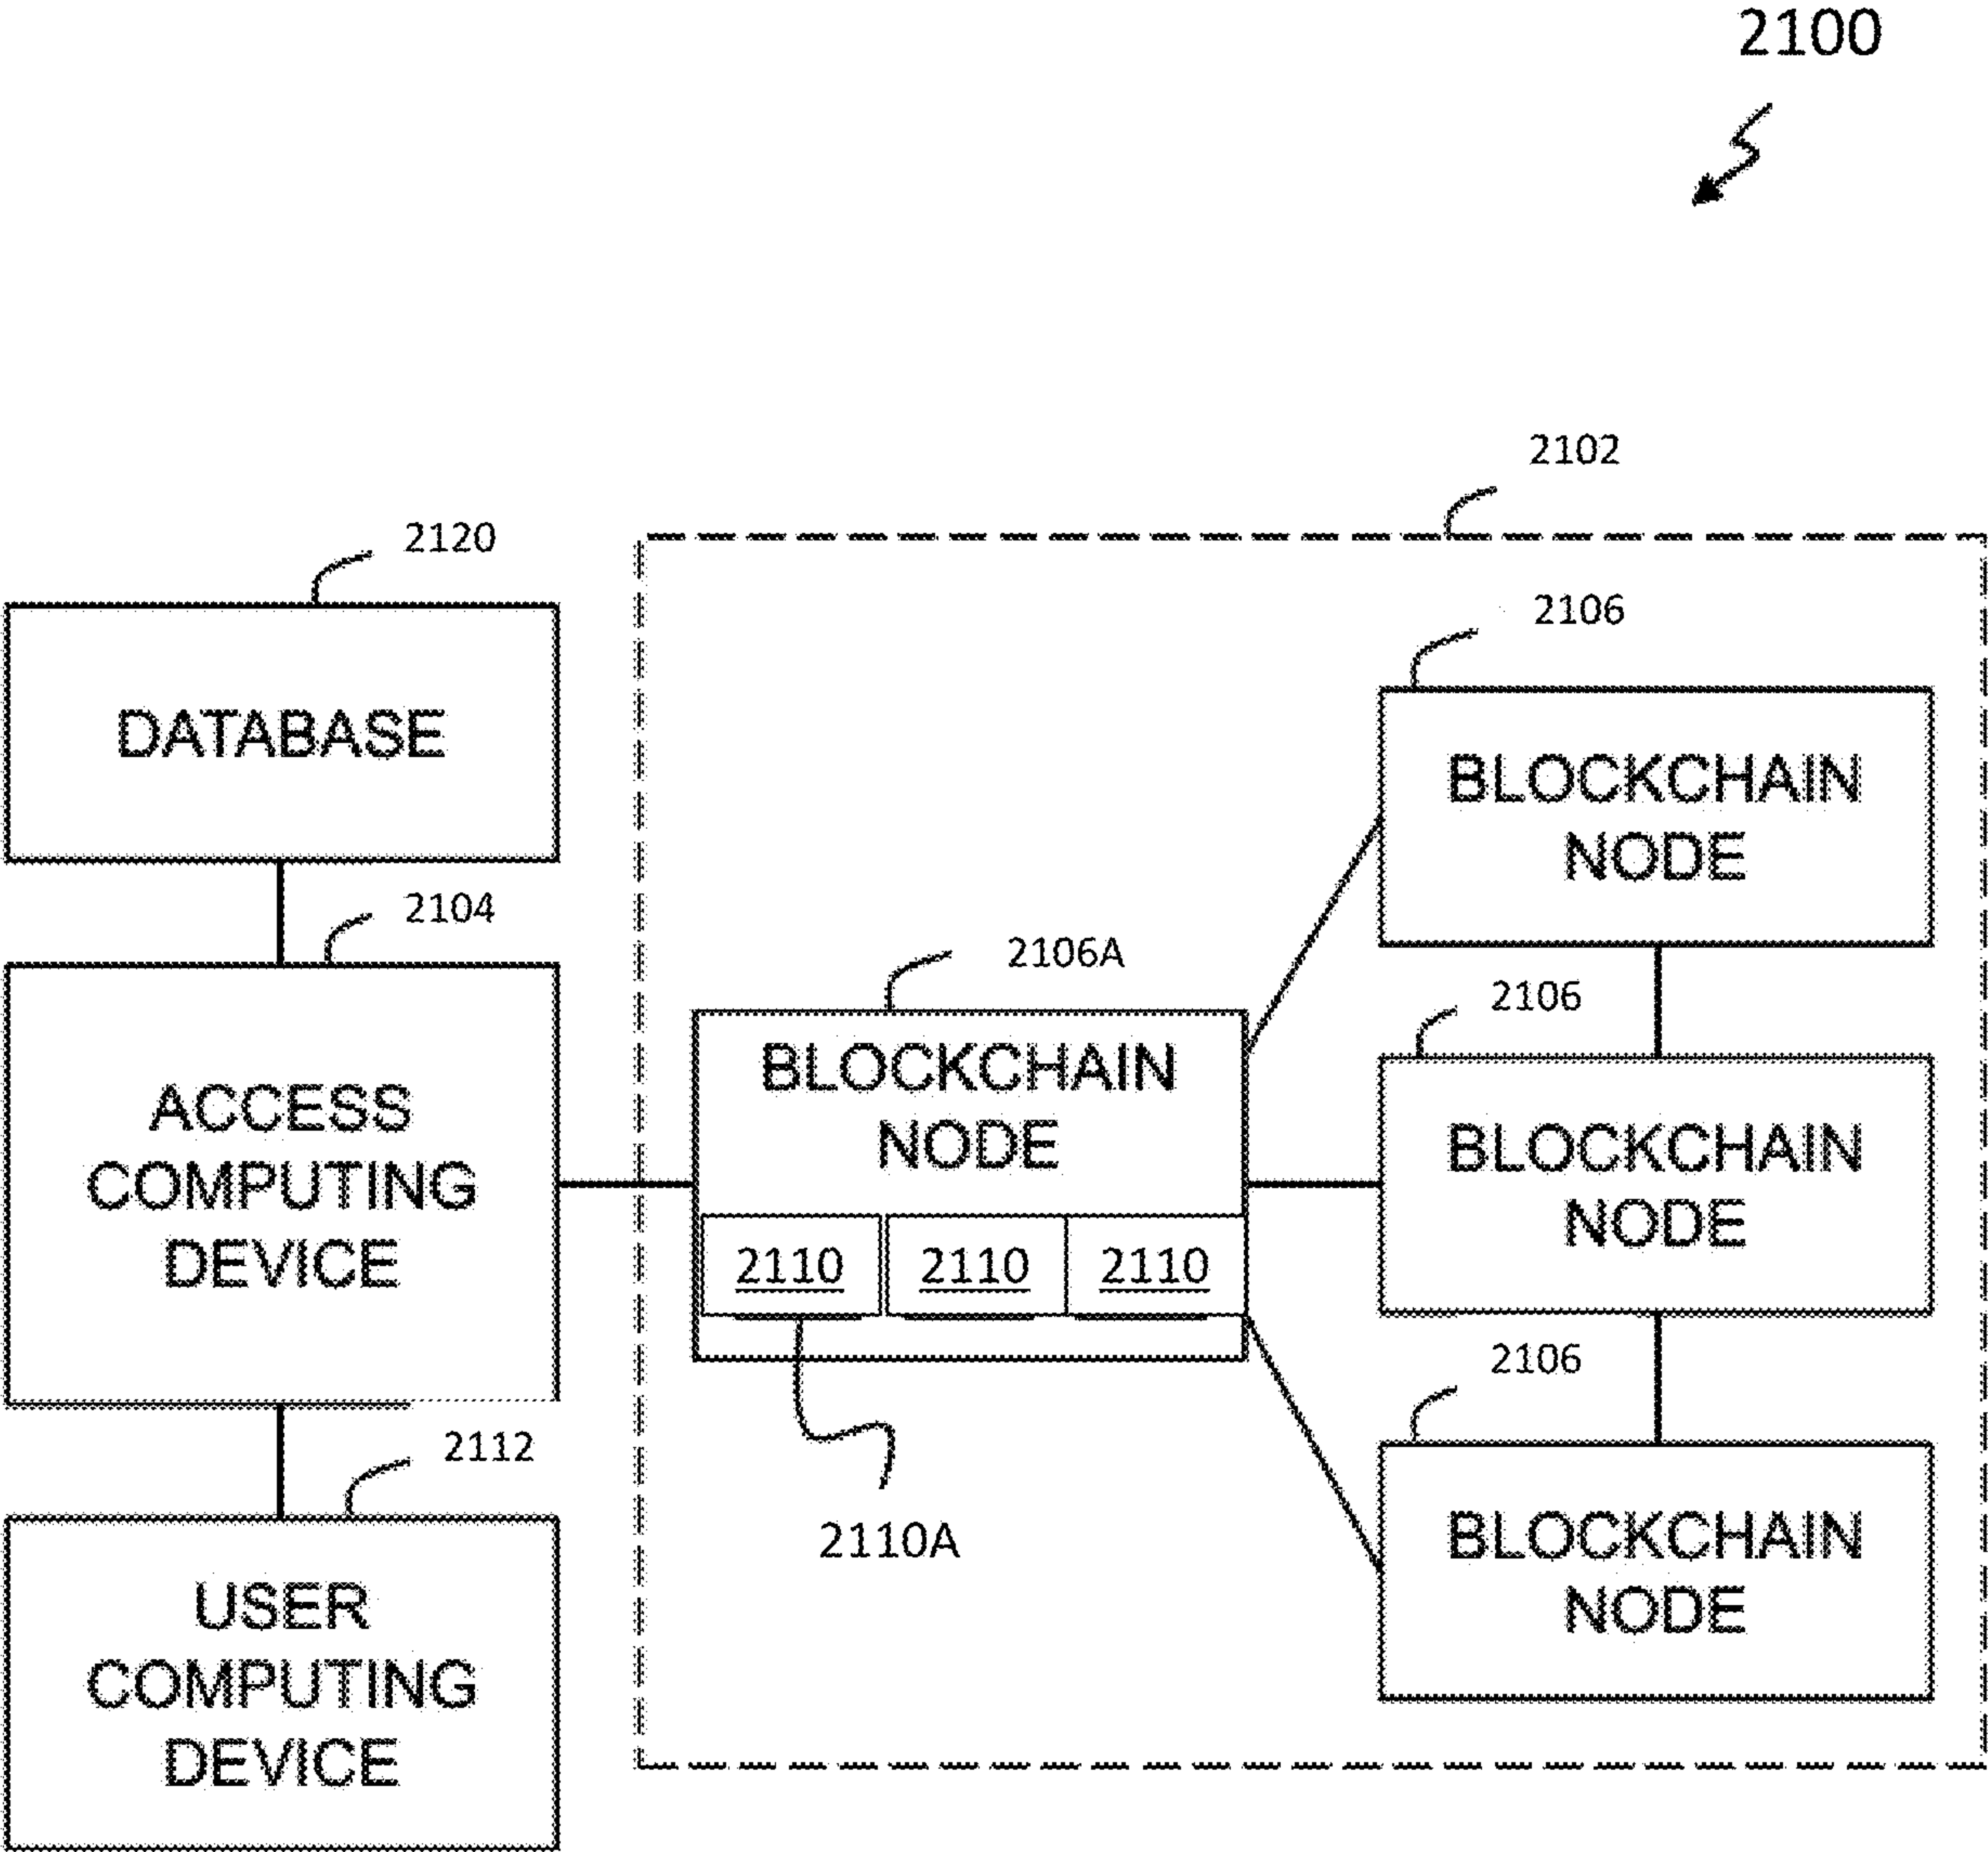 2100
2102
2120
DATABASE
2106
BLOCKCHAIN
NODE
2104
ACCESS
COMPUTING
DEVICE
2106A
BLOCKCHAIN
NODE
2110 2110 2110
2110A
2106
BLOCKCHAIN
NODE
2112
USER
COMPUTING
DEVICE
2106
BLOCKCHAIN
NODE